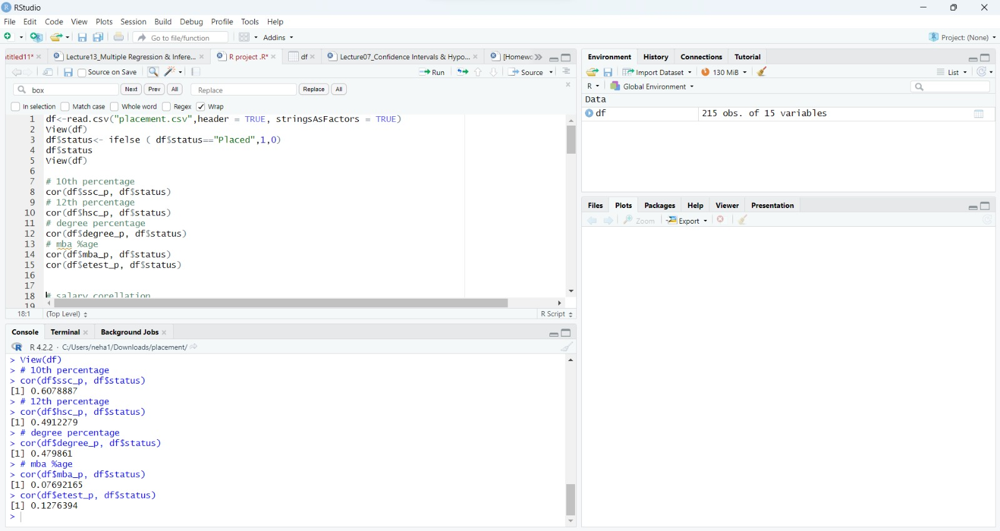 RStudio
File Edit Code View Plots Session Build Debug Profile Tools Help
Go to file/function Addins Project: (None)
ntitled11* Lecture13_Multiple Regression & Infere... R project .R* df Lecture07_Confidence Intervals & Hypo... [Homewo
Source on Save Run Source
box Next Prev All Replace Replace All
In selection Match case Whole word Regex Wrap
1 df<-read.csv("placement.csv",header = TRUE, stringsAsFactors = TRUE)
2 View(df)
3 df$status<- ifelse ( df$status=="Placed",1,0)
4 df$status
5 View(df)
6
7 # 10th percentage
8 cor(df$ssc_p, df$status)
9 # 12th percentage
10 cor(df$hsc_p, df$status)
11 # degree percentage
12 cor(df$degree_p, df$status)
13 # mba %age
14 cor(df$mba_p, df$status)
15 cor(df$etest_p, df$status)
16
17
18 # salary corellation
19
18:1 (Top Level) R Script
Console Terminal Background Jobs
R R 4.2.2 · C:/Users/neha1/Downloads/placement/
> View(df)
> # 10th percentage
> cor(df$ssc_p, df$status)
[1] 0.6078887
> # 12th percentage
> cor(df$hsc_p, df$status)
[1] 0.4912279
> # degree percentage
> cor(df$degree_p, df$status)
[1] 0.479861
> # mba %age
> cor(df$mba_p, df$status)
[1] 0.07692165
> cor(df$etest_p, df$status)
[1] 0.1276394
>
Environment History Connections Tutorial
Import Dataset 130 MiB List
R Global Environment
Data
df 215 obs. of 15 variables
Files Plots Packages Help Viewer Presentation
Zoom Export